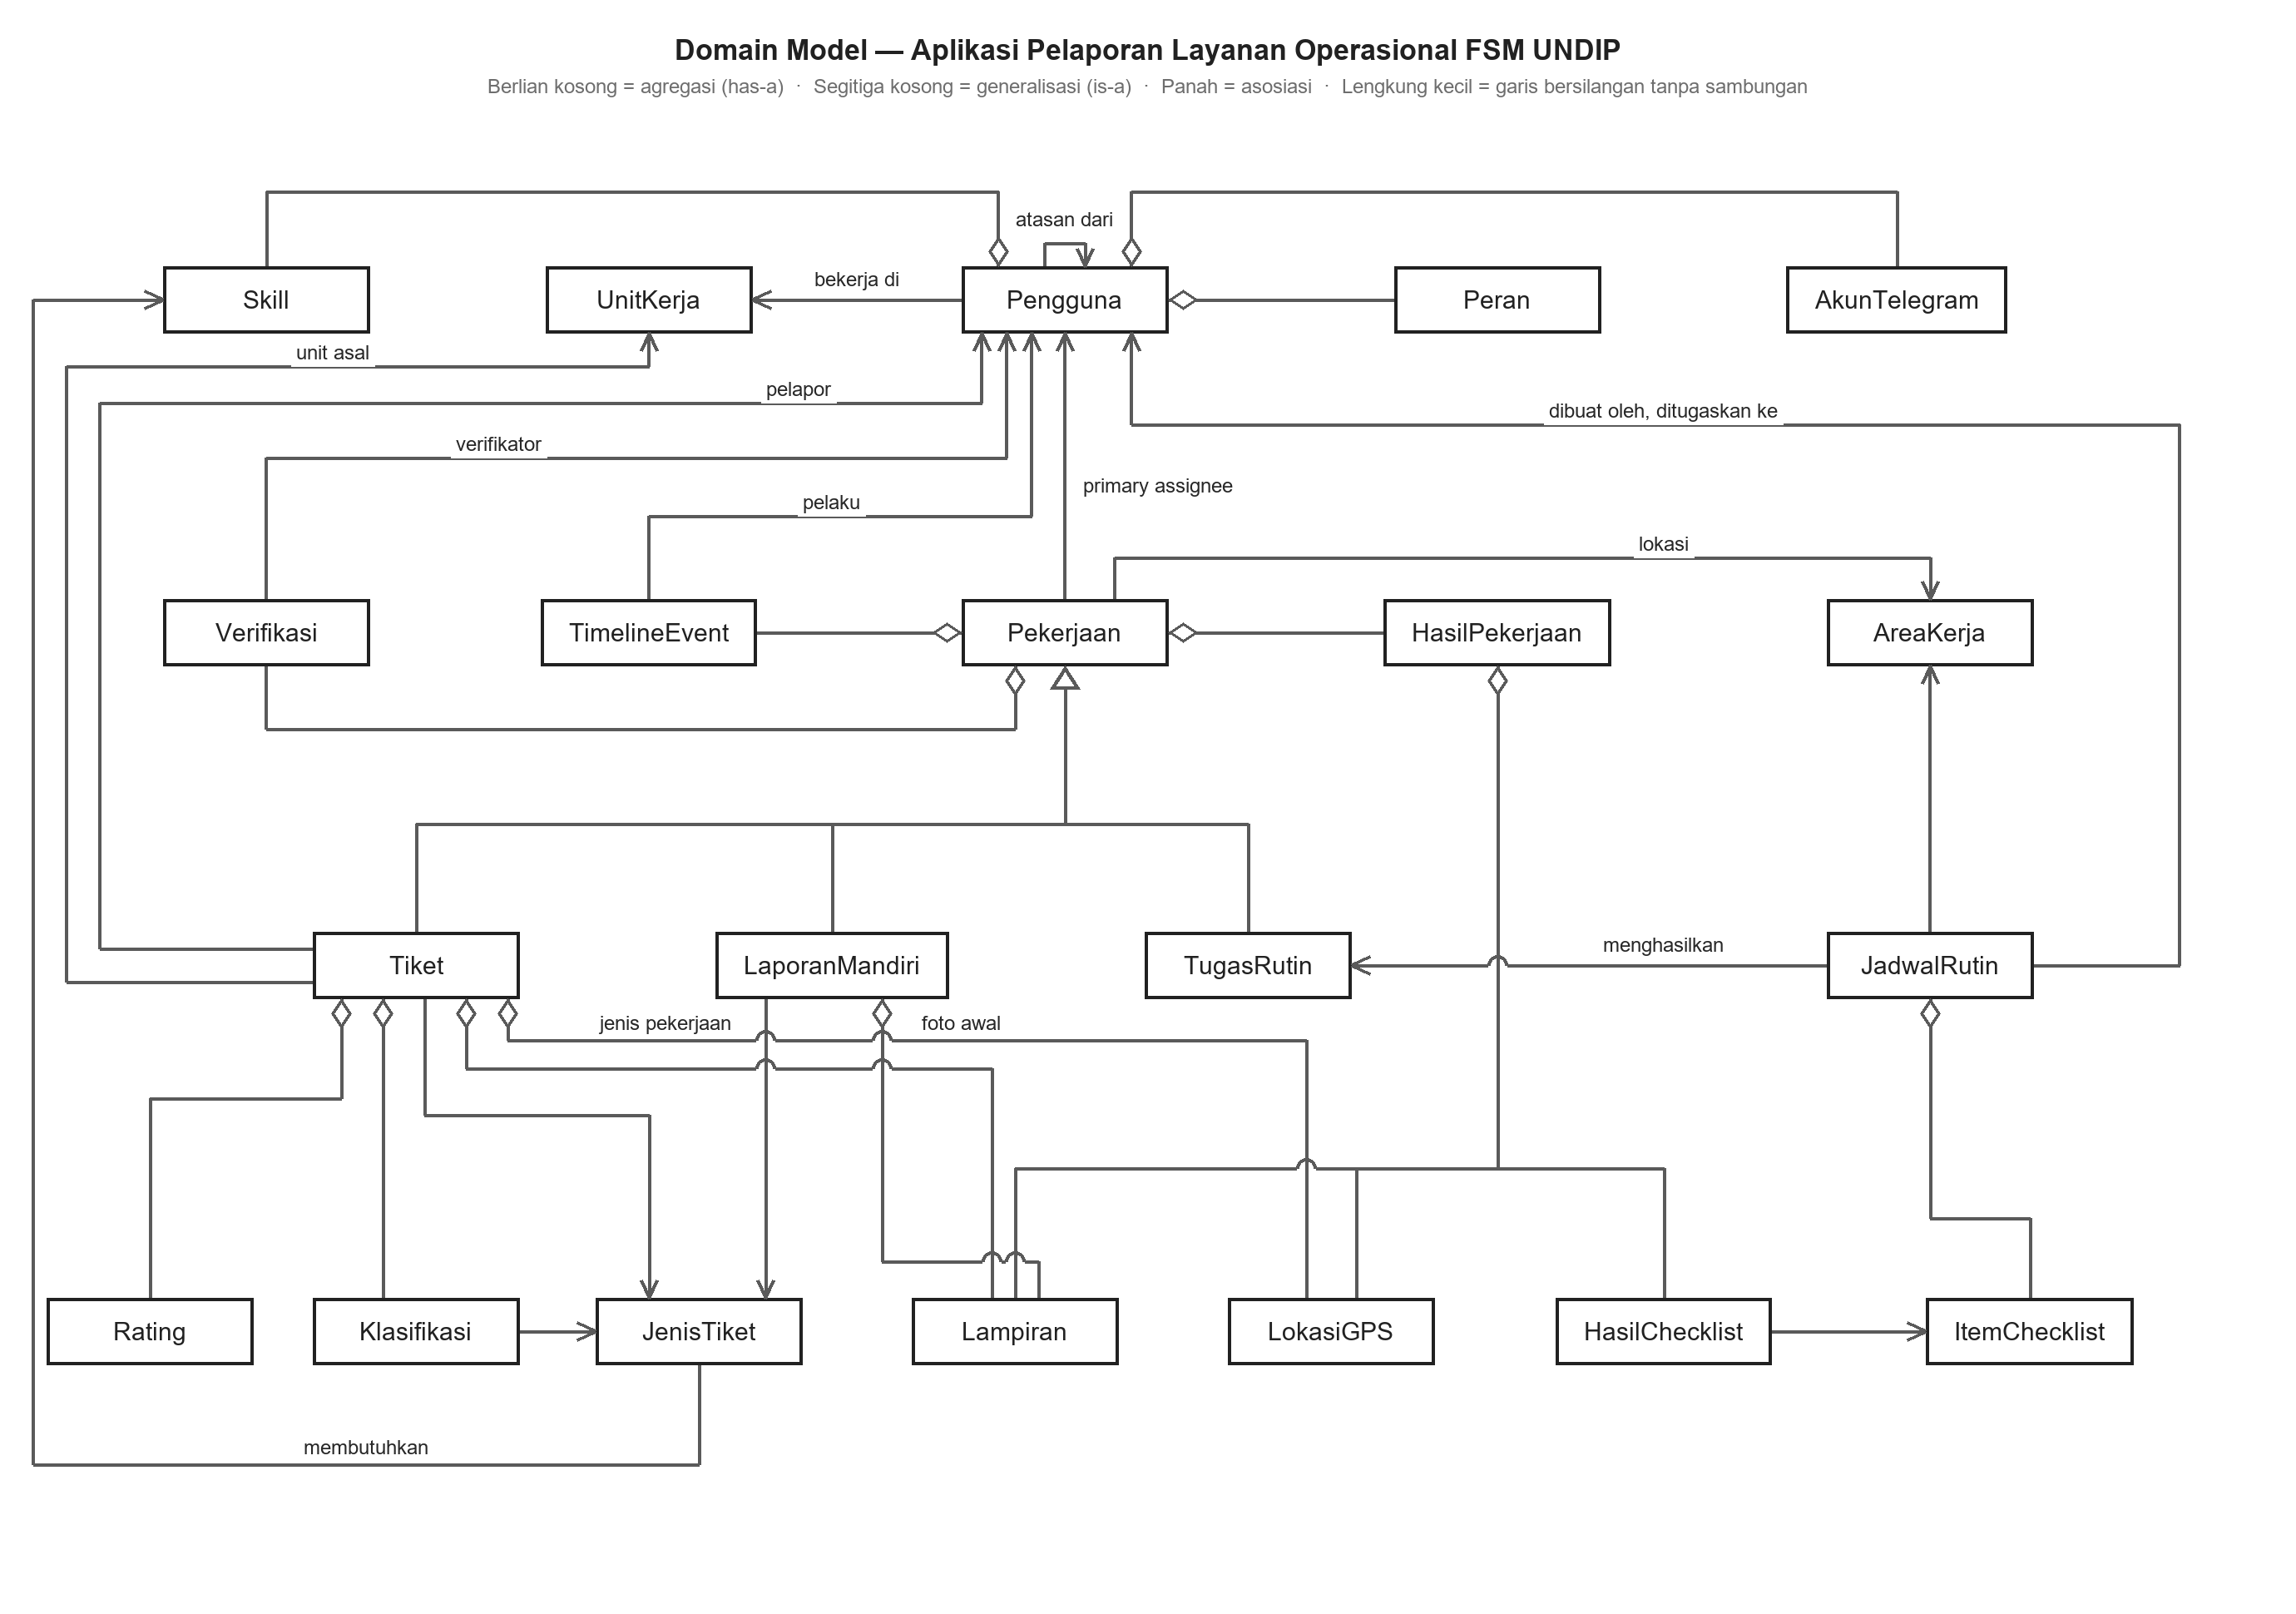 Domain Model — Aplikasi Pelaporan Layanan Operasional FSM UNDIP
Berlian kosong = agregasi (has-a) · Segitiga kosong = generalisasi (is-a) · Panah = asosiasi · Lengkung kecil = garis bersilangan tanpa sambungan
atasan dari
Skill
UnitKerja
bekerja di
Pengguna
Peran
AkunTelegram
unit asal
pelapor
dibuat oleh, ditugaskan ke
verifikator
primary assignee
pelaku
lokasi
Verifikasi
TimelineEvent
Pekerjaan
HasilPekerjaan
AreaKerja
Tiket
LaporanMandiri
TugasRutin
menghasilkan
JadwalRutin
jenis pekerjaan
foto awal
Rating
Klasifikasi
JenisTiket
Lampiran
LokasiGPS
HasilChecklist
ItemChecklist
membutuhkan